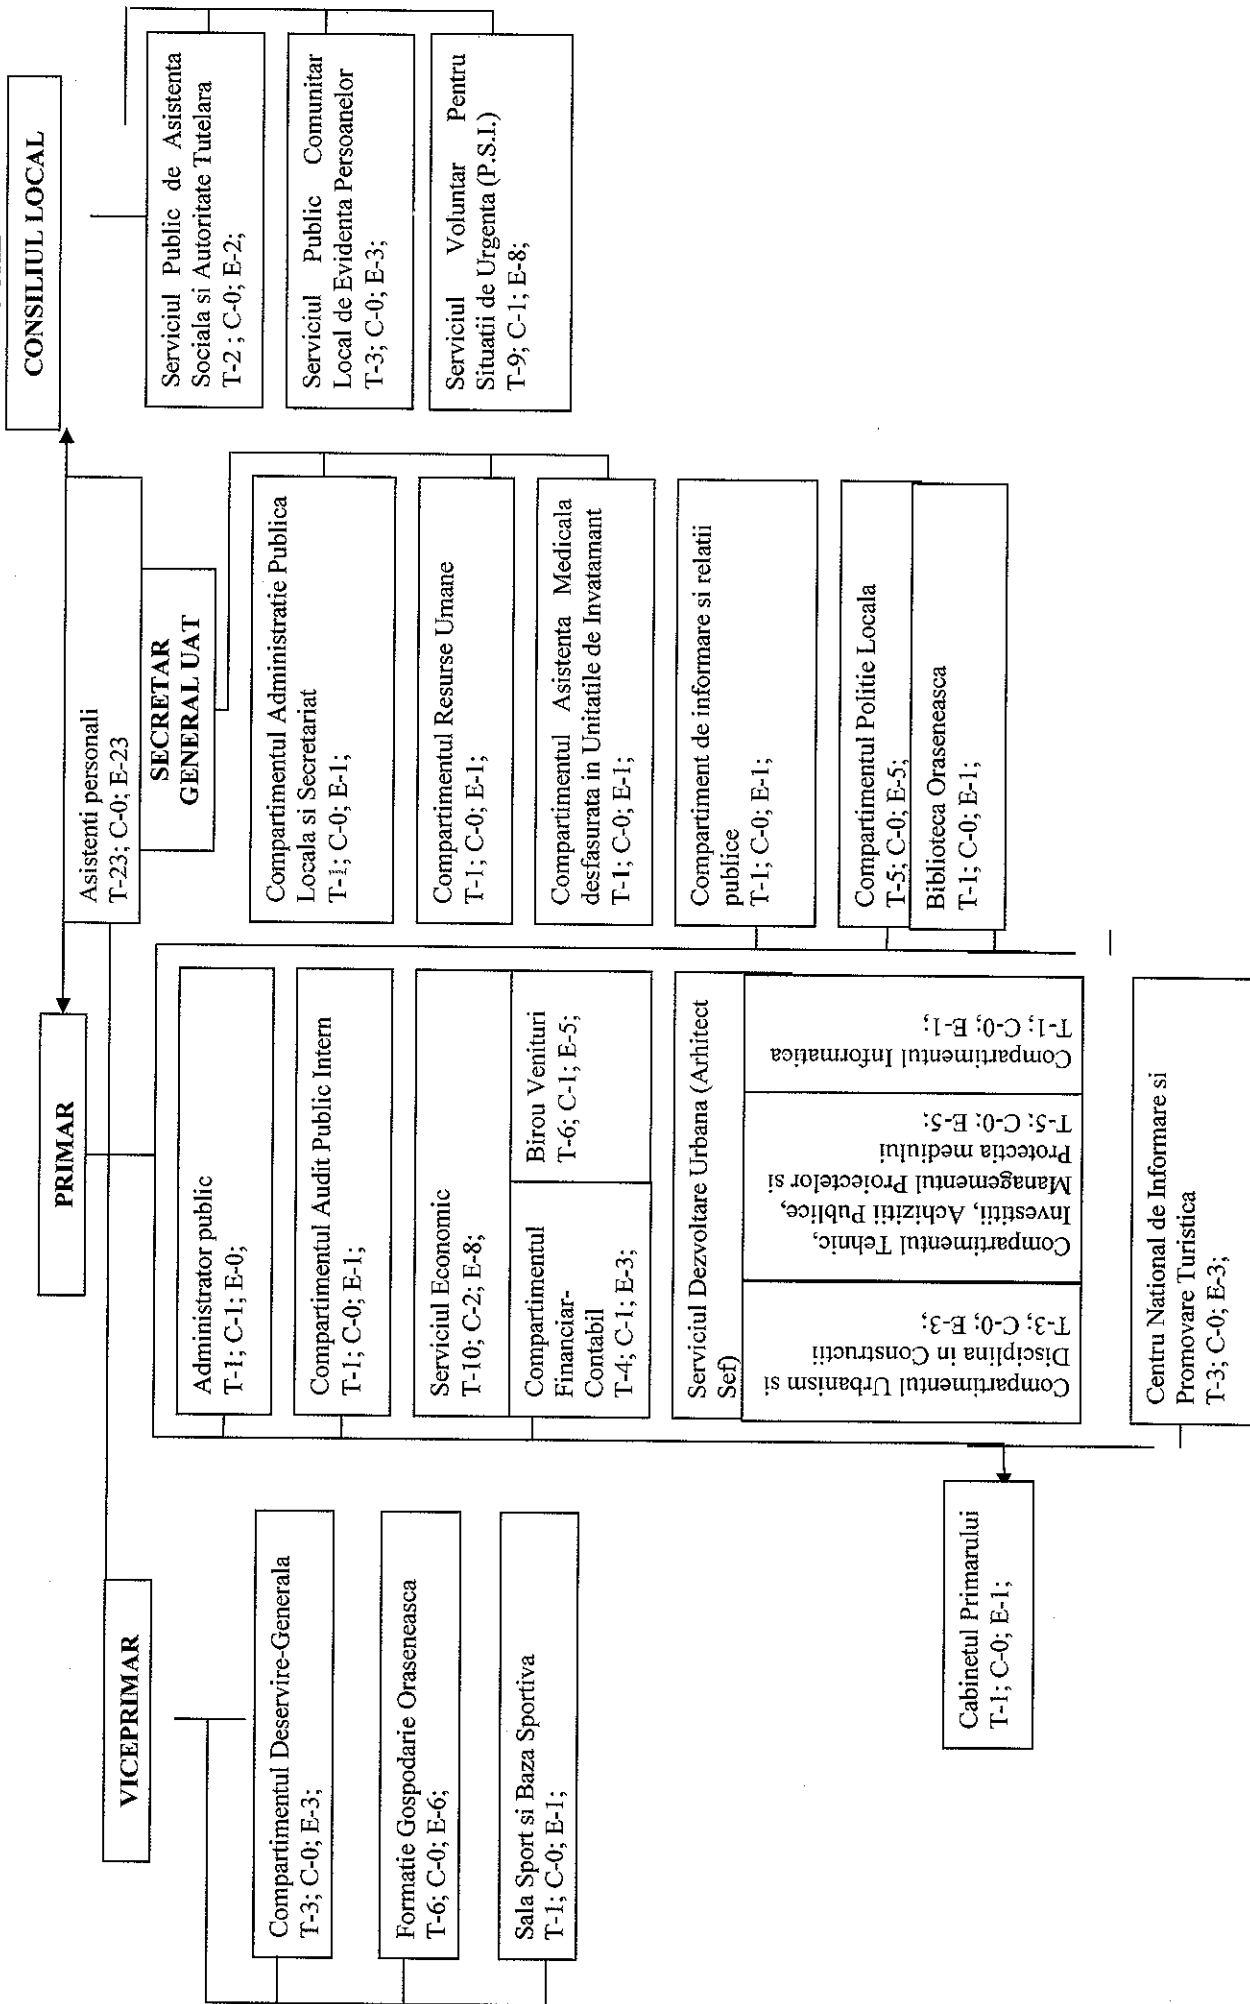 CONSILIUL LOCAL
PRIMAR
VICEPRIMAR
Asistenti personali
T-23; C-0; E-23
SECRETAR
GENERAL UAT
Compartimentul Deservire-Generala
T-3; C-0; E-3;
Formatie Gospodarie Oraseneasca
T-6; C-0; E-6;
Sala Sport si Baza Sportiva
T-1; C-0; E-1;
Cabinetul Primarului
T-1; C-0; E-1;
Administrator public
T-1; C-1; E-0;
Compartimentul Audit Public Intern
T-1; C-0; E-1;
Serviciul Economic
T-10; C-2; E-8;
Compartimentul
Financiar-
Contabil
T-4; C-1; E-3;
Birou Venituri
T-6; C-1; E-5;
Serviciul Dezvoltare Urbana (Arhitect
Sef)
Compartimentul Urbanism si
Disciplina in Constructii
T-3; C-0; E-3;
Compartimentul Tehnic,
Investitii, Achizitii Publice,
Managementul Proiectelor si
Protectia mediului
T-5; C-0; E-5;
Compartimentul Informatica
T-1; C-0; E-1;
Centru National de Informare si
Promovare Turistica
T-3; C-0; E-3;
Compartimentul Administratie Publica
Locala si Secretariat
T-1; C-0; E-1;
Compartimentul Resurse Umane
T-1; C-0; E-1;
Compartimentul Asistenta Medicala
desfasurata in Unitatile de Invatamant
T-1; C-0; E-1;
Compartiment de informare si relatii
publice
T-1; C-0; E-1;
Compartimentul Politie Locala
T-5; C-0; E-5;
Biblioteca Oraseneasca
T-1; C-0; E-1;
Serviciul Public de Asistenta
Sociala si Autoritate Tutelara
T-2 ; C-0; E-2;
Serviciul Public Comunitar
Local de Evidenta Persoanelor
T-3; C-0; E-3;
Serviciul Voluntar Pentru
Situatii de Urgenta (P.S.I.)
T-9; C-1; E-8;